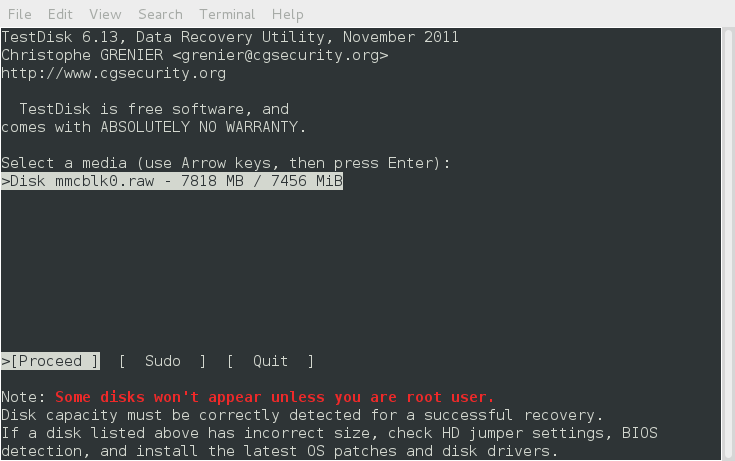 File Edit View Search Terminal Help
TestDisk 6.13, Data Recovery Utility, November 2011
Christophe GRENIER <grenier@cgsecurity.org>
http://www.cgsecurity.org
TestDisk is free software, and
comes with ABSOLUTELY NO WARRANTY.
Select a media (use Arrow keys, then press Enter):
>Disk mmcblk0.raw - 7818 MB / 7456 MiB
>[Proceed ] [ Sudo ] [ Quit ]
Note: Some disks won't appear unless you are root user.
Disk capacity must be correctly detected for a successful recovery.
If a disk listed above has incorrect size, check HD jumper settings, BIOS
detection, and install the latest OS patches and disk drivers.